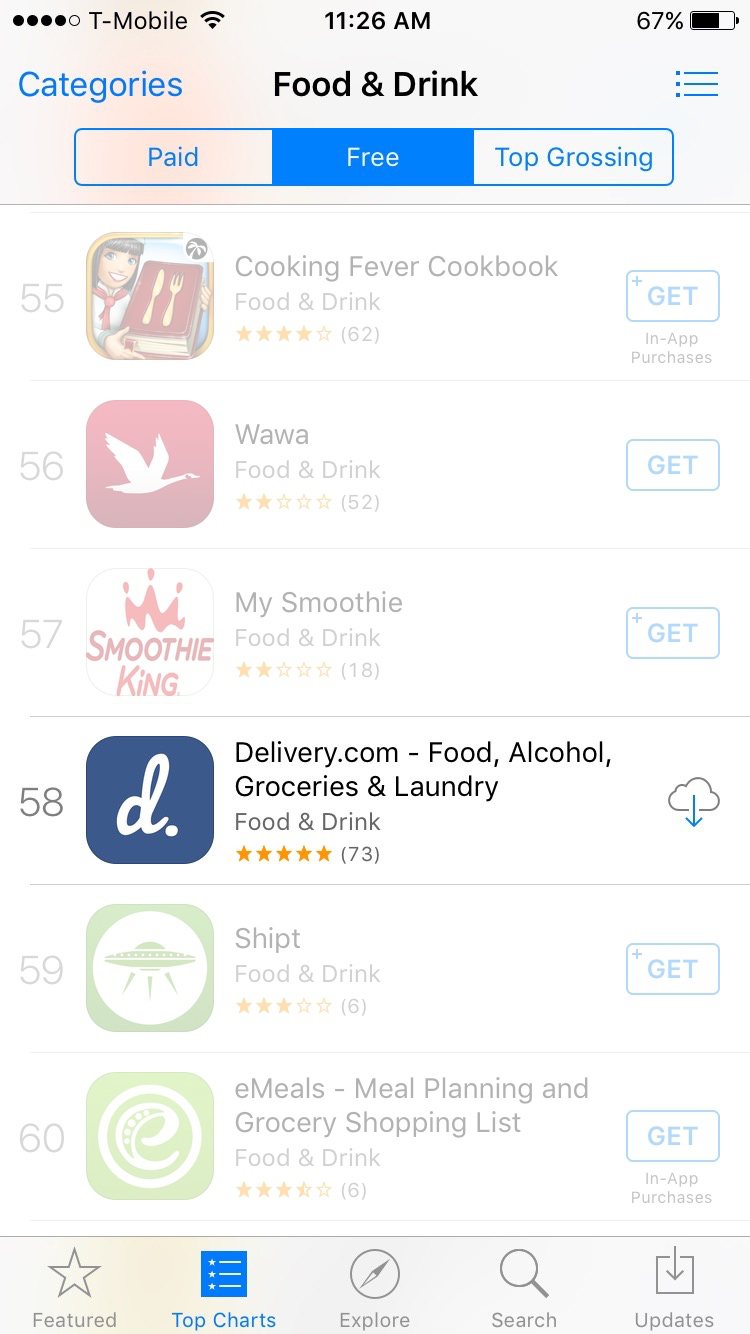 T-Mobile 11:26 AM 67%
Categories Food & Drink
Paid Free Top Grossing
55 Cooking Fever Cookbook
Food & Drink
(62)
+ GET
In-App
Purchases
56 Wawa
Food & Drink
(52)
GET
57 SMOOTHIE
KiNG
My Smoothie
Food & Drink
(18)
+ GET
58 d.
Delivery.com - Food, Alcohol,
Groceries & Laundry
Food & Drink
(73)
59 Shipt
Food & Drink
(6)
+ GET
60 e
eMeals - Meal Planning and
Grocery Shopping List
Food & Drink
(6)
GET
In-App
Purchases
Featured Top Charts Explore Search Updates